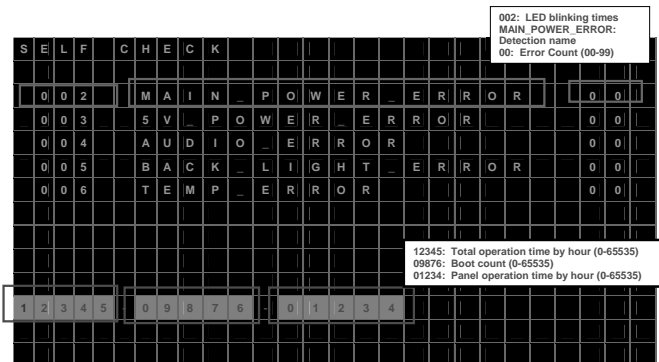 002: LED blinking times
MAIN_POWER_ERROR:
Detection name
00: Error Count (00-99)
SELF CHECK
002 MAIN_POWER_ERROR 00
003 5V_POWER_ERROR 00
004 AUDIO_ERROR 00
005 BACK_LIGHT_ERROR 00
006 TEMP_ERROR 00
12345: Total operation time by hour (0-65535)
09876: Boot count (0-65535)
01234: Panel operation time by hour (0-65535)
12345-09876-01234